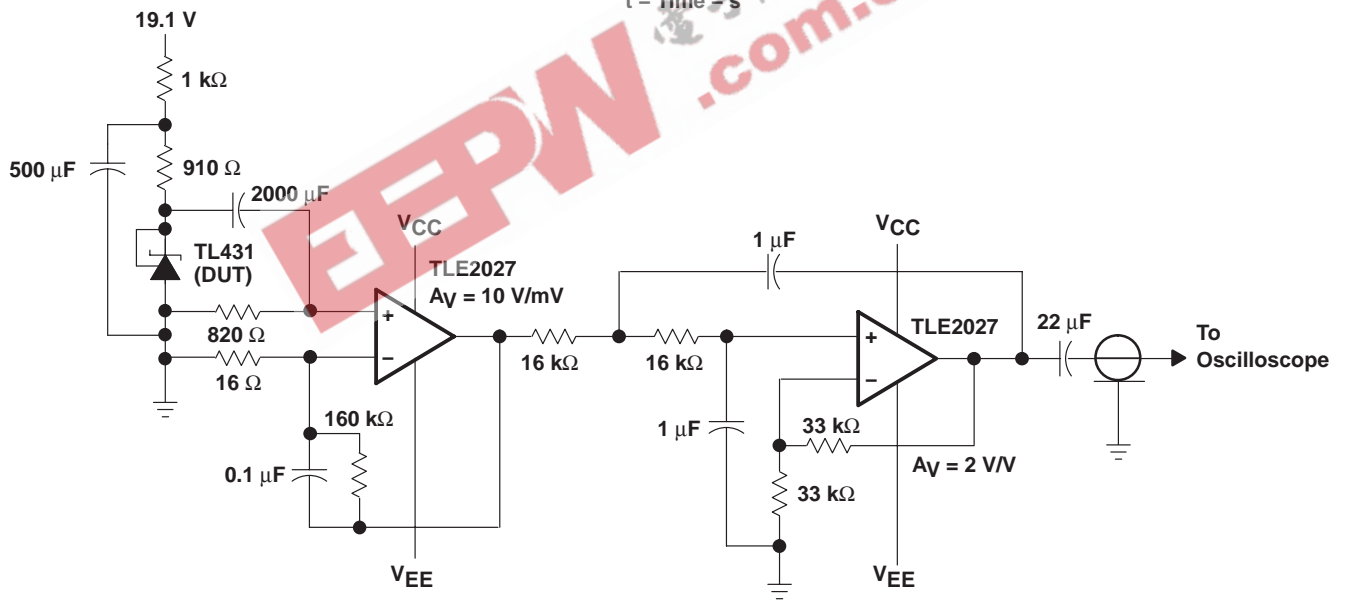 t – Time – s
19.1 V
1 kΩ
500 μF
910 Ω
2000 μF
TL431
(DUT)
820 Ω
16 Ω
160 kΩ
0.1 μF
VCC
TLE2027
AV = 10 V/mV
+
−
VEE
16 kΩ
16 kΩ
1 μF
1 μF
VCC
TLE2027
+
−
33 kΩ
33 kΩ
AV = 2 V/V
VEE
22 μF
To
Oscilloscope
EEPW
.com.